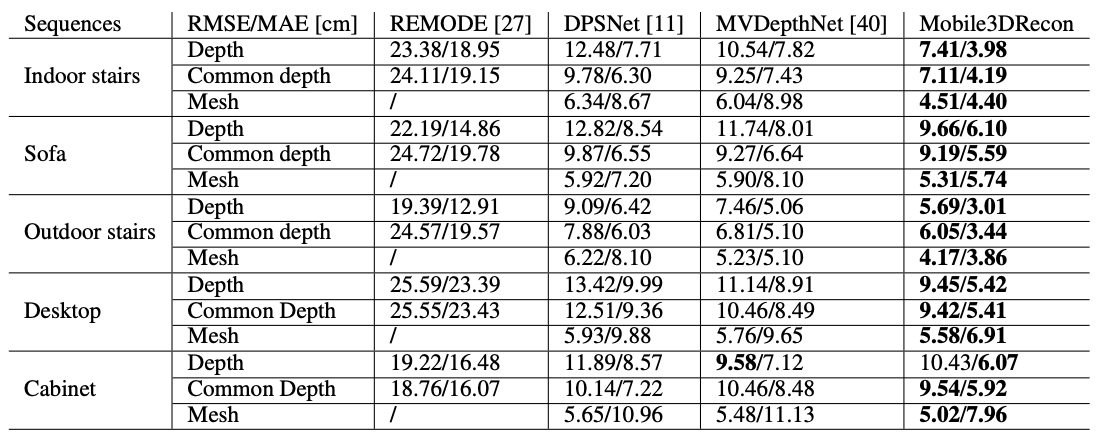 Sequences RMSE/MAE [cm] REMODE [27] DPSNet [11] MVDepthNet [40] Mobile3DRecon
Indoor stairs Depth 23.38/18.95 12.48/7.71 10.54/7.82 7.41/3.98
Common depth 24.11/19.15 9.78/6.30 9.25/7.43 7.11/4.19
Mesh / 6.34/8.67 6.04/8.98 4.51/4.40
Sofa Depth 22.19/14.86 12.82/8.54 11.74/8.01 9.66/6.10
Common depth 24.72/19.78 9.87/6.55 9.27/6.64 9.19/5.59
Mesh / 5.92/7.20 5.90/8.10 5.31/5.74
Outdoor stairs Depth 19.39/12.91 9.09/6.42 7.46/5.06 5.69/3.01
Common depth 24.57/19.57 7.88/6.03 6.81/5.10 6.05/3.44
Mesh / 6.22/8.10 5.23/5.10 4.17/3.86
Desktop Depth 25.59/23.39 13.42/9.99 11.14/8.91 9.45/5.42
Common Depth 25.55/23.43 12.51/9.36 10.46/8.49 9.42/5.41
Mesh / 5.93/9.88 5.76/9.65 5.58/6.91
Cabinet Depth 19.22/16.48 11.89/8.57 9.58/7.12 10.43/6.07
Common Depth 18.76/16.07 10.14/7.22 10.46/8.48 9.54/5.92
Mesh / 5.65/10.96 5.48/11.13 5.02/7.96